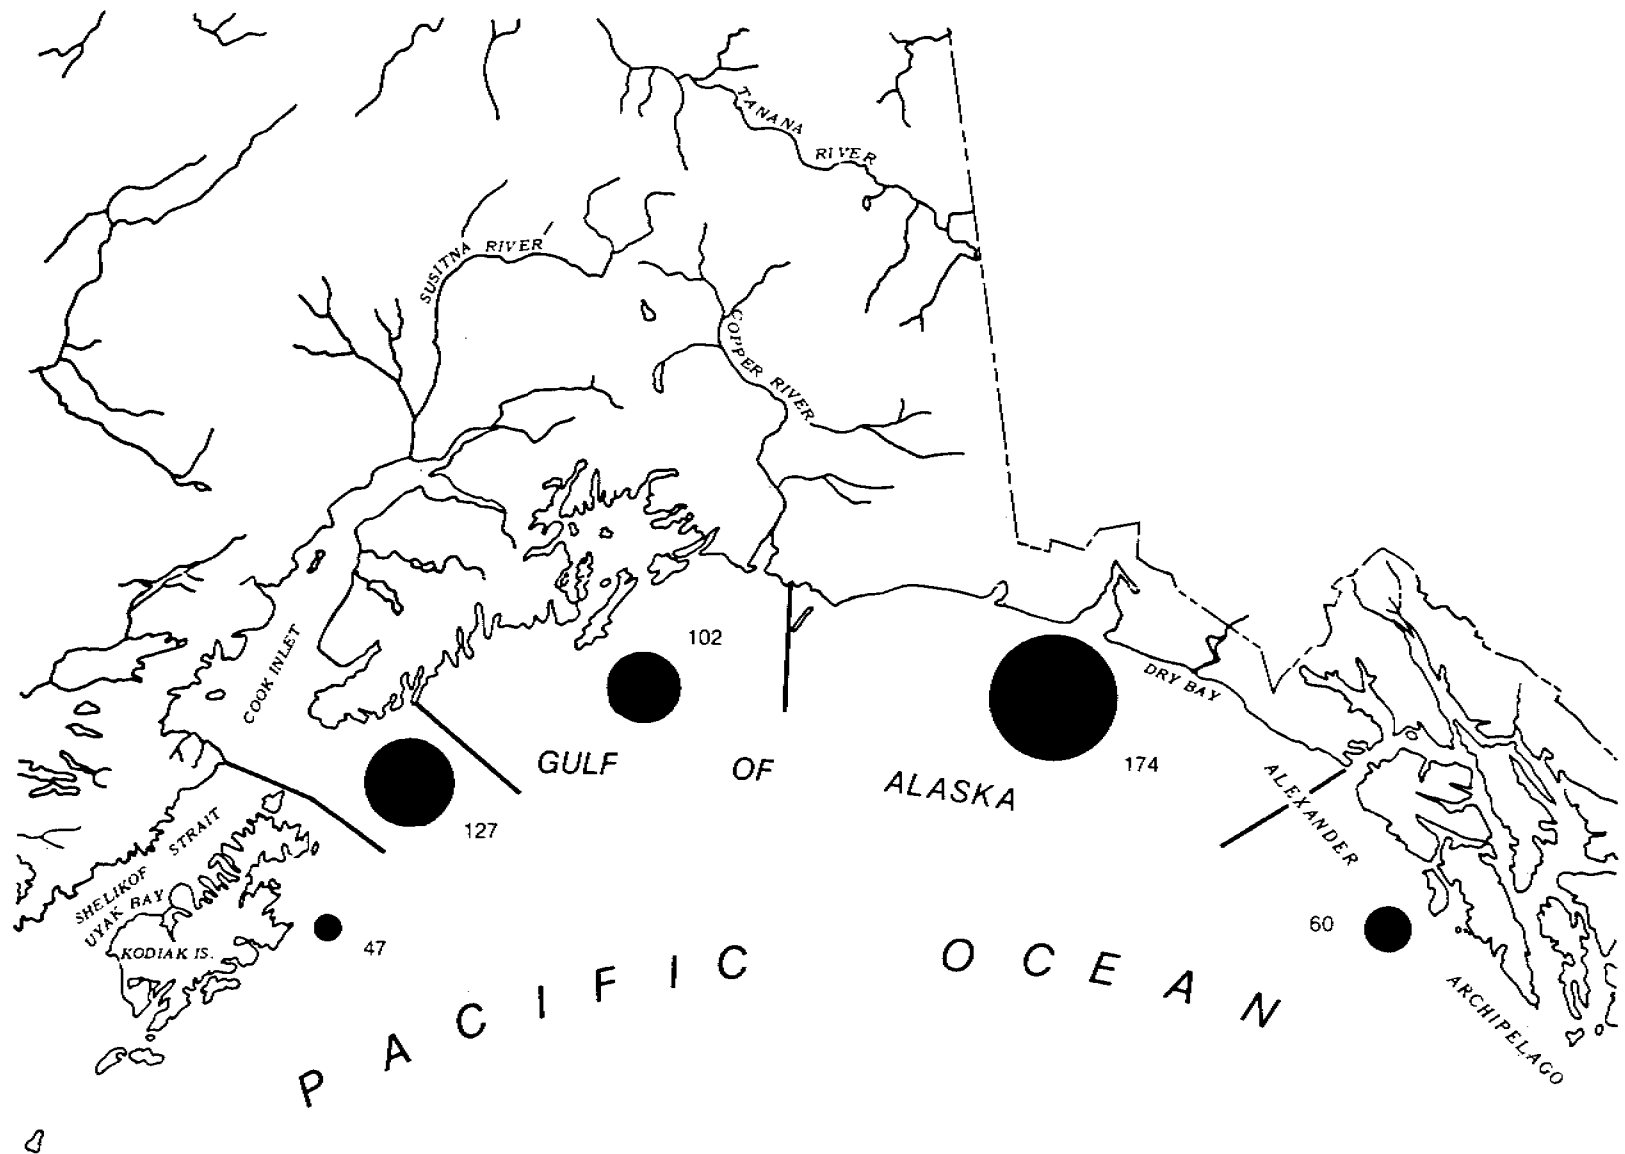 TANANA
RIVER
SUSITNA RIVER
COPPER RIVER
COOK INLET
102
DRY BAY
GULF OF ALASKA
174
127
ALEXANDER
SHELIKOF STRAIT
UYAK BAY
KODIAK IS.
47
60
PACIFIC OCEAN
ARCHIPELAGO